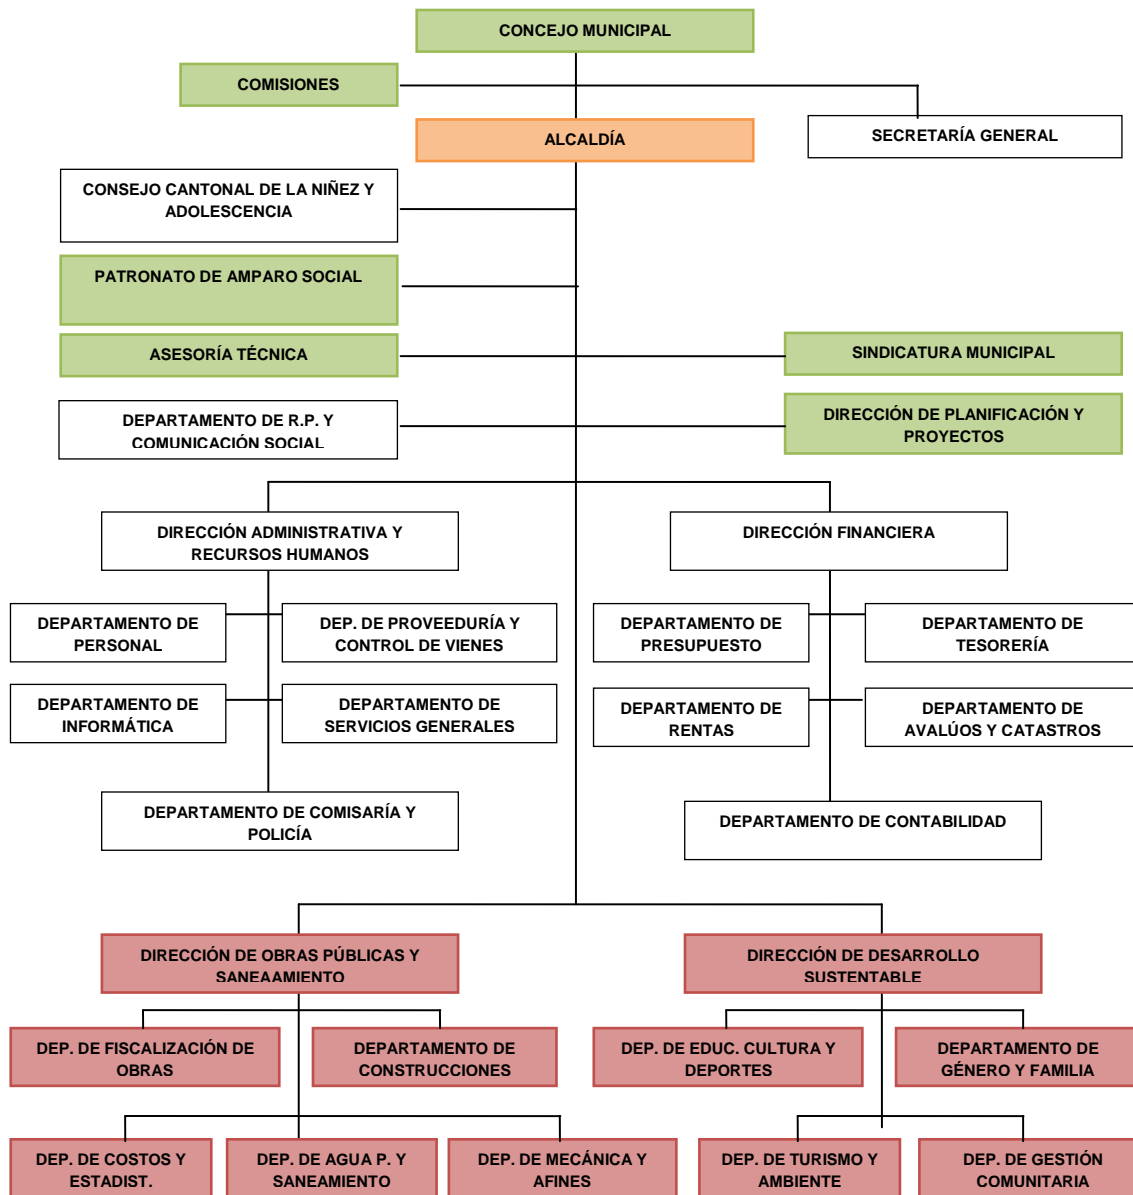 CONCEJO MUNICIPAL
COMISIONES
ALCALDÍA
SECRETARÍA GENERAL
CONSEJO CANTONAL DE LA NIÑEZ Y
ADOLESCENCIA
PATRONATO DE AMPARO SOCIAL
ASESORÍA TÉCNICA
SINDICATURA MUNICIPAL
DEPARTAMENTO DE R.P. Y
COMUNICACIÓN SOCIAL
DIRECCIÓN DE PLANIFICACIÓN Y
PROYECTOS
DIRECCIÓN ADMINISTRATIVA Y
RECURSOS HUMANOS
DIRECCIÓN FINANCIERA
DEPARTAMENTO DE
PERSONAL
DEP. DE PROVEEDURÍA Y
CONTROL DE VIENES
DEPARTAMENTO DE
PRESUPUESTO
DEPARTAMENTO DE
TESORERÍA
DEPARTAMENTO DE
INFORMÁTICA
DEPARTAMENTO DE
SERVICIOS GENERALES
DEPARTAMENTO DE
RENTAS
DEPARTAMENTO DE
AVALÚOS Y CATASTROS
DEPARTAMENTO DE COMISARÍA Y
POLICÍA
DEPARTAMENTO DE CONTABILIDAD
DIRECCIÓN DE OBRAS PÚBLICAS Y
SANEAAMIENTO
DIRECCIÓN DE DESARROLLO
SUSTENTABLE
DEP. DE FISCALIZACIÓN DE
OBRAS
DEPARTAMENTO DE
CONSTRUCCIONES
DEP. DE EDUC. CULTURA Y
DEPORTES
DEPARTAMENTO DE
GÉNERO Y FAMILIA
DEP. DE COSTOS Y
ESTADIST.
DEP. DE AGUA P. Y
SANEAMIENTO
DEP. DE MECÁNICA Y
AFINES
DEP. DE TURISMO Y
AMBIENTE
DEP. DE GESTIÓN
COMUNITARIA